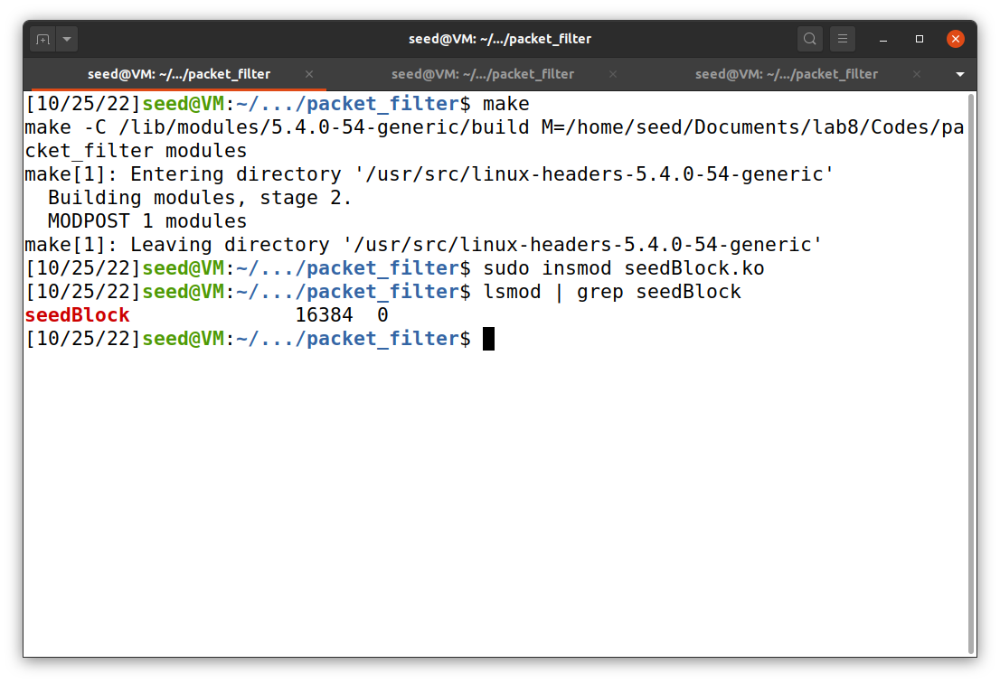 seed@VM: ~/.../packet_filter
seed@VM: ~/.../packet_filter seed@VM: ~/.../packet_filter seed@VM: ~/.../packet_filter
[10/25/22]seed@VM:~/.../packet_filter$ make
make -C /lib/modules/5.4.0-54-generic/build M=/home/seed/Documents/lab8/Codes/pa
cket_filter modules
make[1]: Entering directory '/usr/src/linux-headers-5.4.0-54-generic'
  Building modules, stage 2.
  MODPOST 1 modules
make[1]: Leaving directory '/usr/src/linux-headers-5.4.0-54-generic'
[10/25/22]seed@VM:~/.../packet_filter$ sudo insmod seedBlock.ko
[10/25/22]seed@VM:~/.../packet_filter$ lsmod | grep seedBlock
seedBlock              16384  0
[10/25/22]seed@VM:~/.../packet_filter$